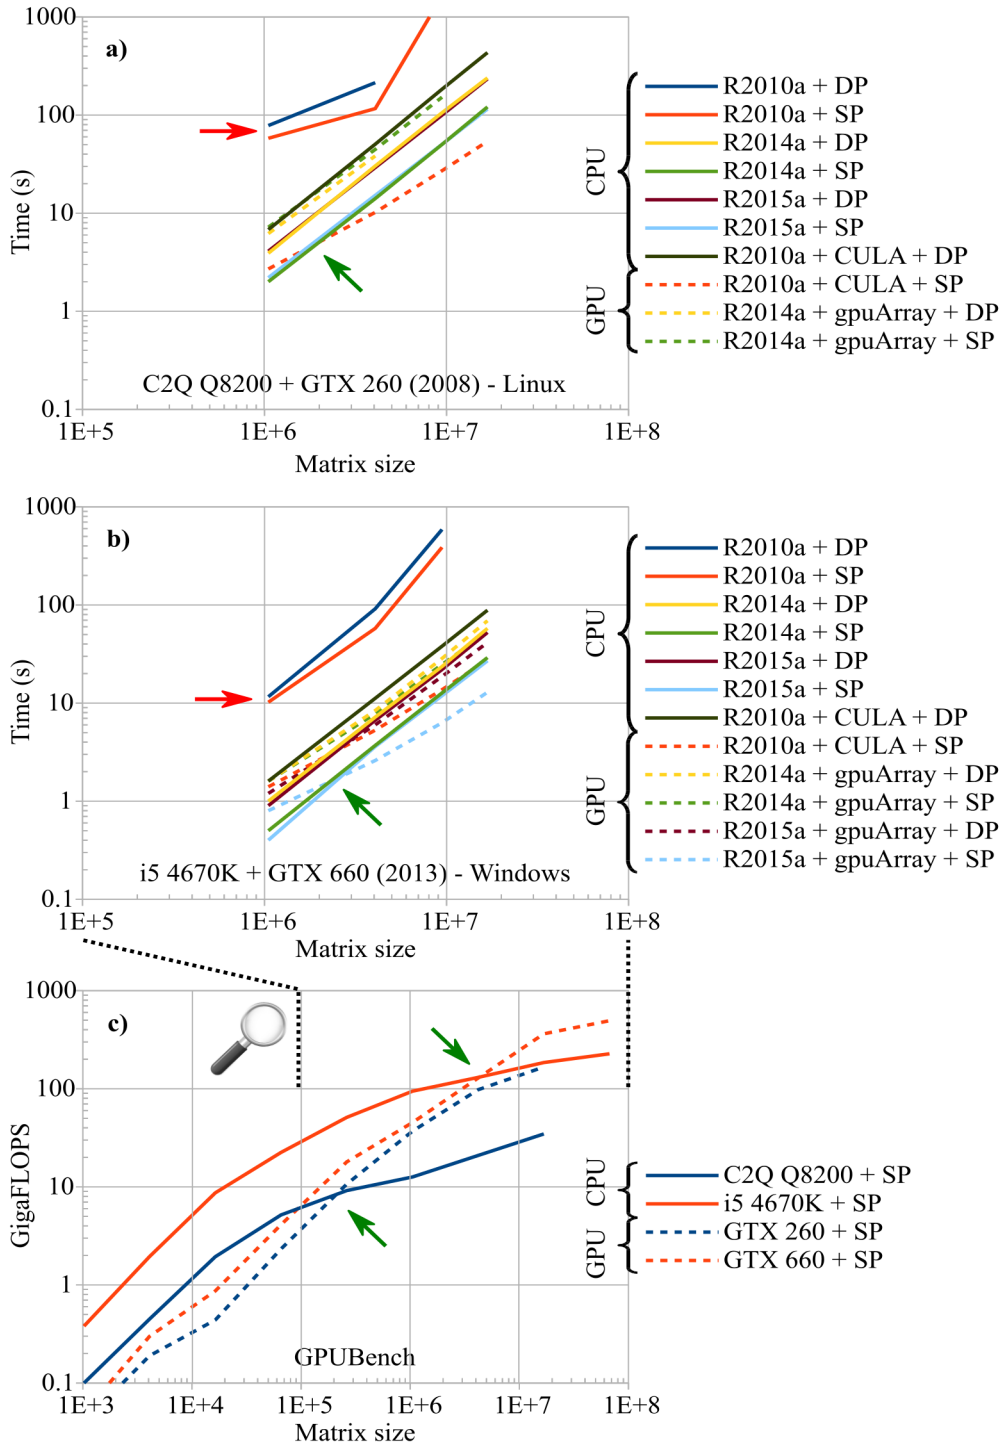 1000
a)
100
10
1
0.1
Time (s)
C2Q Q8200 + GTX 260 (2008) - Linux
1E+5 1E+6 1E+7 1E+8
Matrix size
CPU
GPU
R2010a + DP
R2010a + SP
R2014a + DP
R2014a + SP
R2015a + DP
R2015a + SP
R2010a + CULA + DP
R2010a + CULA + SP
R2014a + gpuArray + DP
R2014a + gpuArray + SP
1000
b)
100
10
1
0.1
Time (s)
i5 4670K + GTX 660 (2013) - Windows
1E+5 1E+6 1E+7 1E+8
Matrix size
CPU
GPU
R2010a + DP
R2010a + SP
R2014a + DP
R2014a + SP
R2015a + DP
R2015a + SP
R2010a + CULA + DP
R2010a + CULA + SP
R2014a + gpuArray + DP
R2014a + gpuArray + SP
R2015a + gpuArray + DP
R2015a + gpuArray + SP
1000
c)
100
10
1
0.1
GigaFLOPS
GPUBench
1E+3 1E+4 1E+5 1E+6 1E+7 1E+8
Matrix size
CPU
GPU
C2Q Q8200 + SP
i5 4670K + SP
GTX 260 + SP
GTX 660 + SP